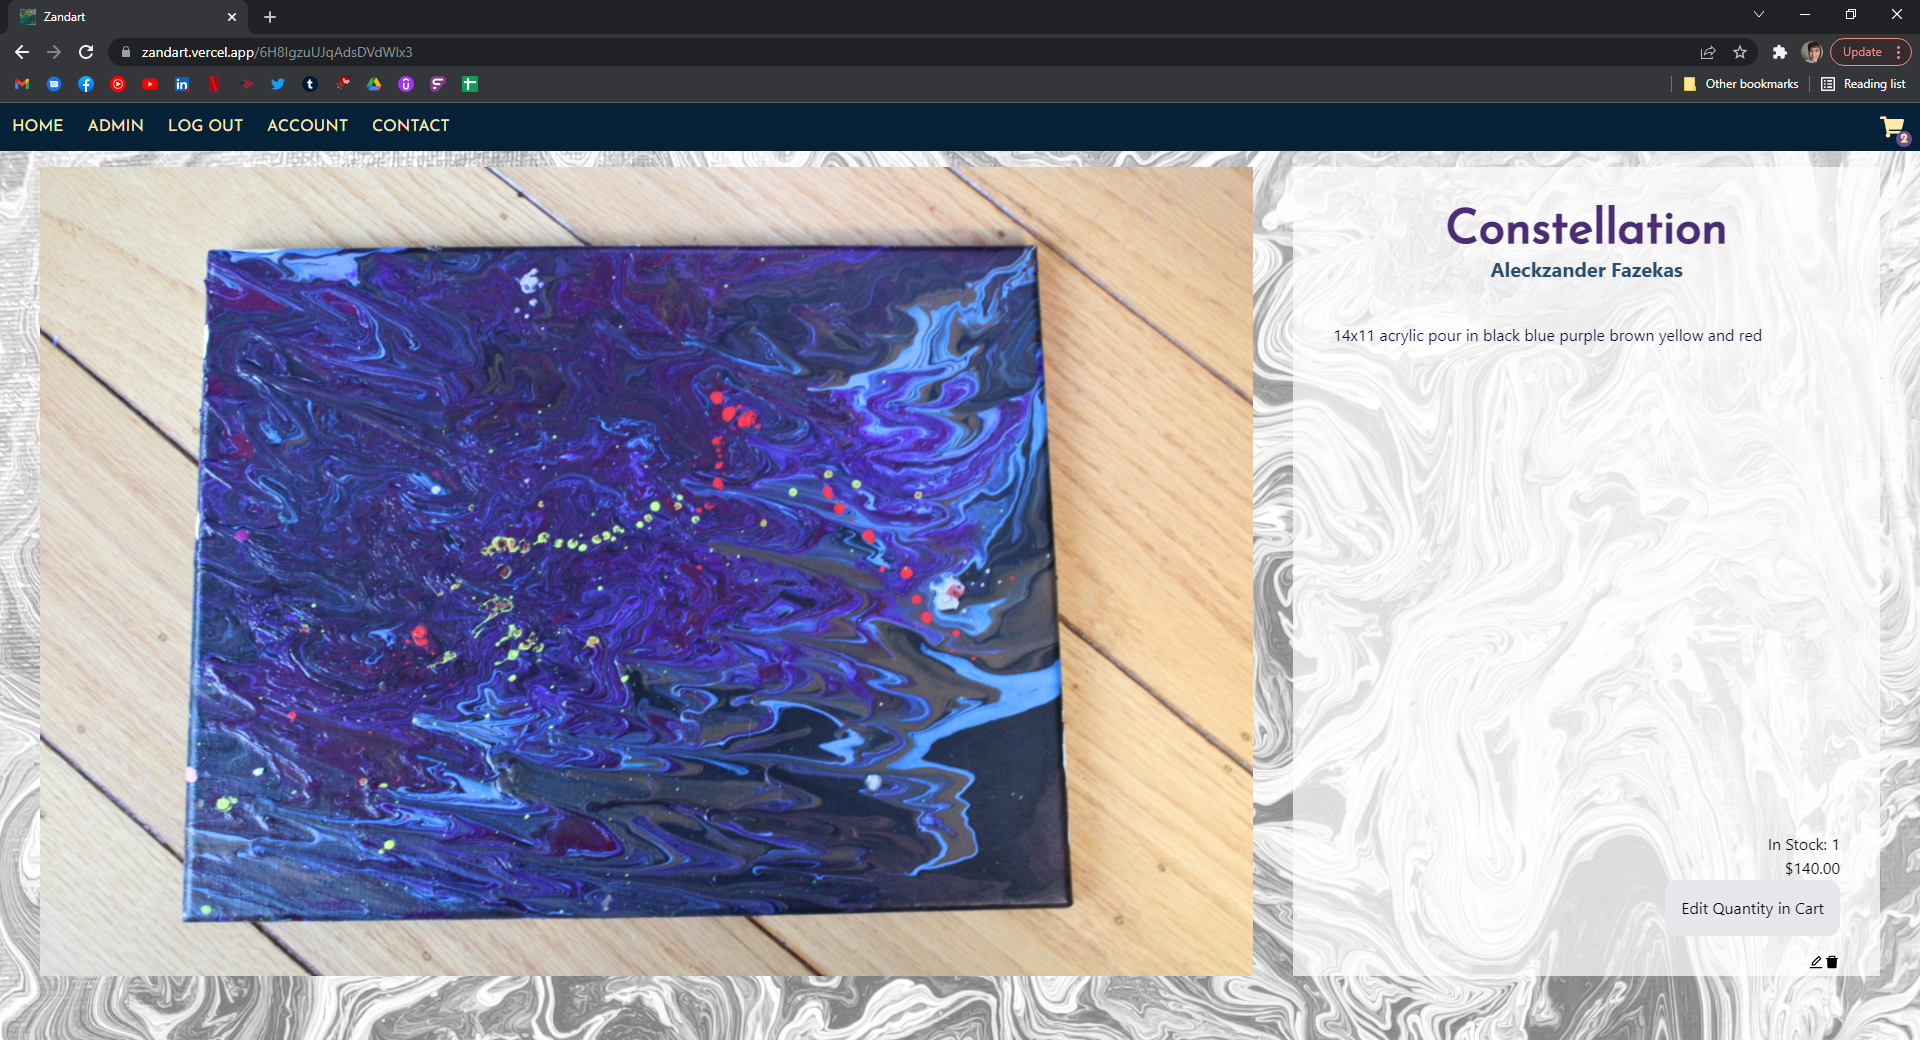 Zandart
zandart.vercel.app/6H8IgzuUJqAdsDVdWlx3
Update
Other bookmarks
Reading list
HOME ADMIN LOG OUT ACCOUNT CONTACT
2
Constellation
Aleckzander Fazekas
14x11 acrylic pour in black blue purple brown yellow and red
In Stock: 1
$140.00
Edit Quantity in Cart